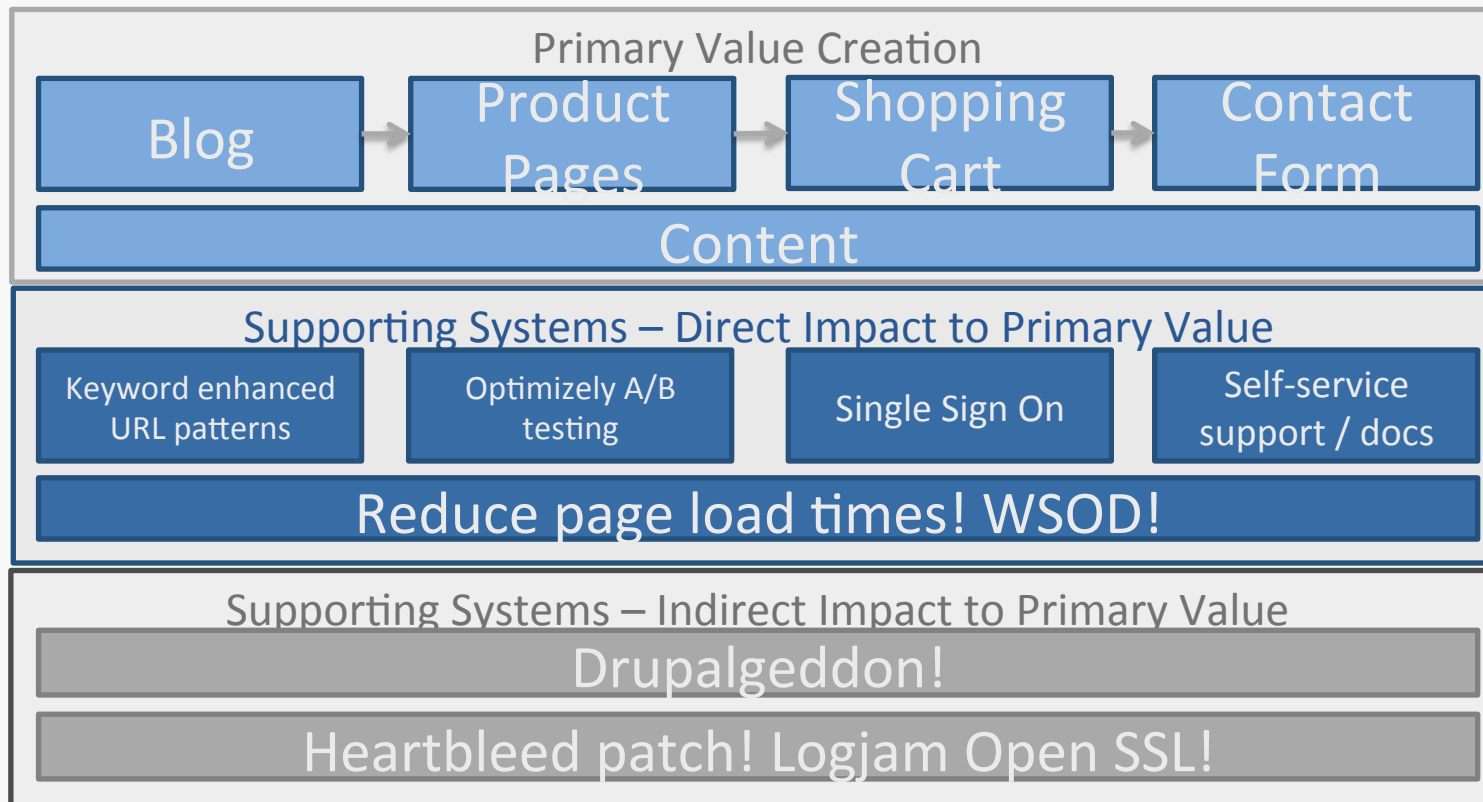 Primary Value Creation
Blog
Product
Pages
Shopping
Cart
Contact
Form
Content
Supporting Systems – Direct Impact to Primary Value
Keyword enhanced
URL patterns
Optimizely A/B
testing
Single Sign On
Self-service
support / docs
Reduce page load times! WSOD!
Supporting Systems – Indirect Impact to Primary Value
Drupalgeddon!
Heartbleed patch! Logjam Open SSL!